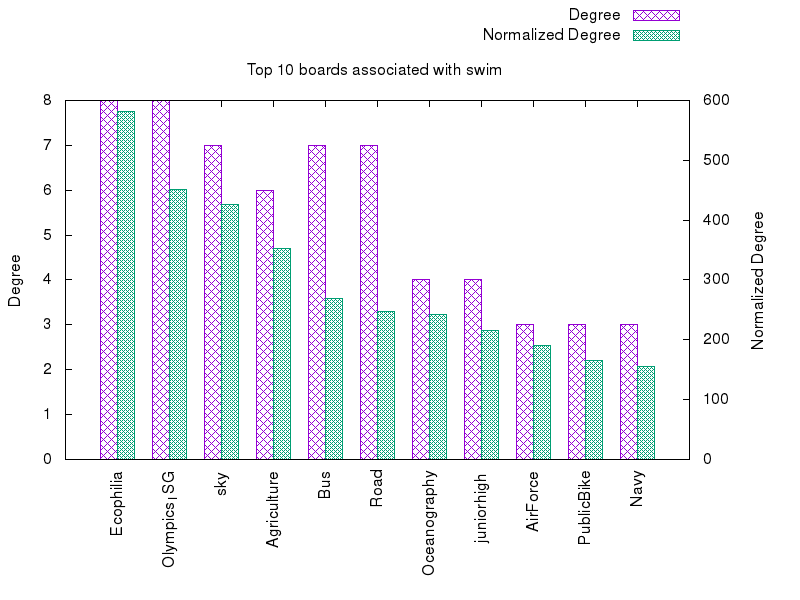 Degree
Normalized Degree
Top 10 boards associated with swim
8
7
6
5
4
3
2
1
0
600
500
400
300
200
100
0
Degree
Normalized Degree
Ecophilia
Olympics¡SG
sky
Agriculture
Bus
Road
Oceanography
juniorhigh
AirForce
PublicBike
Navy